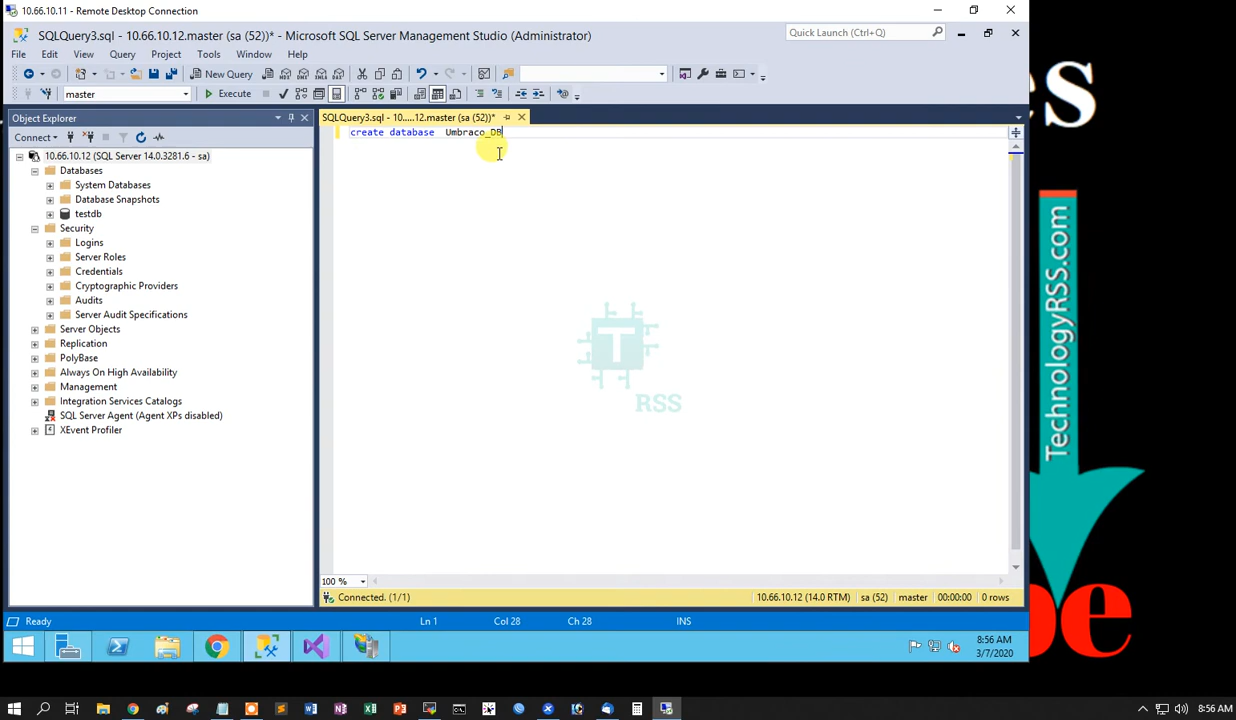 10.66.10.11 - Remote Desktop Connection
SQLQuery3.sql - 10.66.10.12.master (sa (52))* - Microsoft SQL Server Management Studio (Administrator)
Quick Launch (Ctrl+Q)
File Edit View Query Project Tools Window Help
New Query
master
Execute
Object Explorer
SQLQuery3.sql - 10.....12.master (sa (52))*
Connect
create database  Umbraco_DB
10.66.10.12 (SQL Server 14.0.3281.6 - sa)
Databases
System Databases
Database Snapshots
testdb
Security
Logins
Server Roles
Credentials
Cryptographic Providers
Audits
Server Audit Specifications
Server Objects
Replication
PolyBase
Always On High Availability
Management
Integration Services Catalogs
SQL Server Agent (Agent XPs disabled)
XEvent Profiler
T
RSS
TechnologyRSS.com
100 %
Connected. (1/1)
10.66.10.12 (14.0 RTM)
sa (52)
master
00:00:00
0 rows
Ready
Ln 1
Col 28
Ch 28
INS
8:56 AM
3/7/2020
8:56 AM